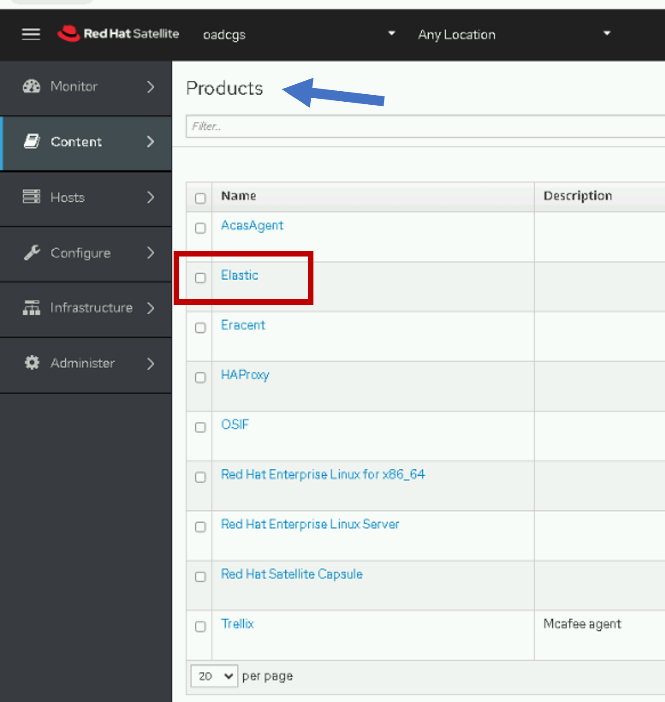 Red Hat Satellite oadcgs Any Location
Monitor
Content
Hosts
Configure
Infrastructure
Administer
Products
Filter...
Name Description
AcasAgent
Elastic
Eracent
HAProxy
OSIF
Red Hat Enterprise Linux for x86_64
Red Hat Enterprise Linux Server
Red Hat Satellite Capsule
Trellix Mcafee agent
20 per page